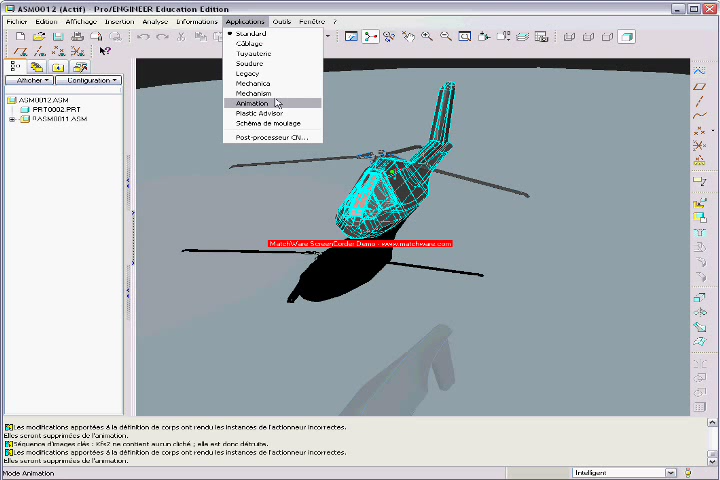 ASM0012 (Actif) - Pro/ENGINEER Education Edition
Fichier Edition Affichage Insertion Analyse Informations Applications Outils Fenêtre ?
Standard
Câblage
Tuyauterie
Soudure
Legacy
Mechanica
Mechanism
Animation
Plastic Advisor
Schéma de moulage
Post-processeur CN...
Afficher Configuration
ASM0012.ASM
PRT0002.PRT
MatchWare ScreenCorder Demo - www.matchware.com
Les modifications apportées à la définition de corps ont rendu les instances de l'actionneur incorrectes.
Elles seront supprimées de l'animation.
Séquence d'images clés : Kfs2 ne contient aucun cliché ; elle est donc détruite.
Les modifications apportées à la définition de corps ont rendu les instances de l'actionneur incorrectes.
Elles seront supprimées de l'animation.
Mode Animation
Intelligent